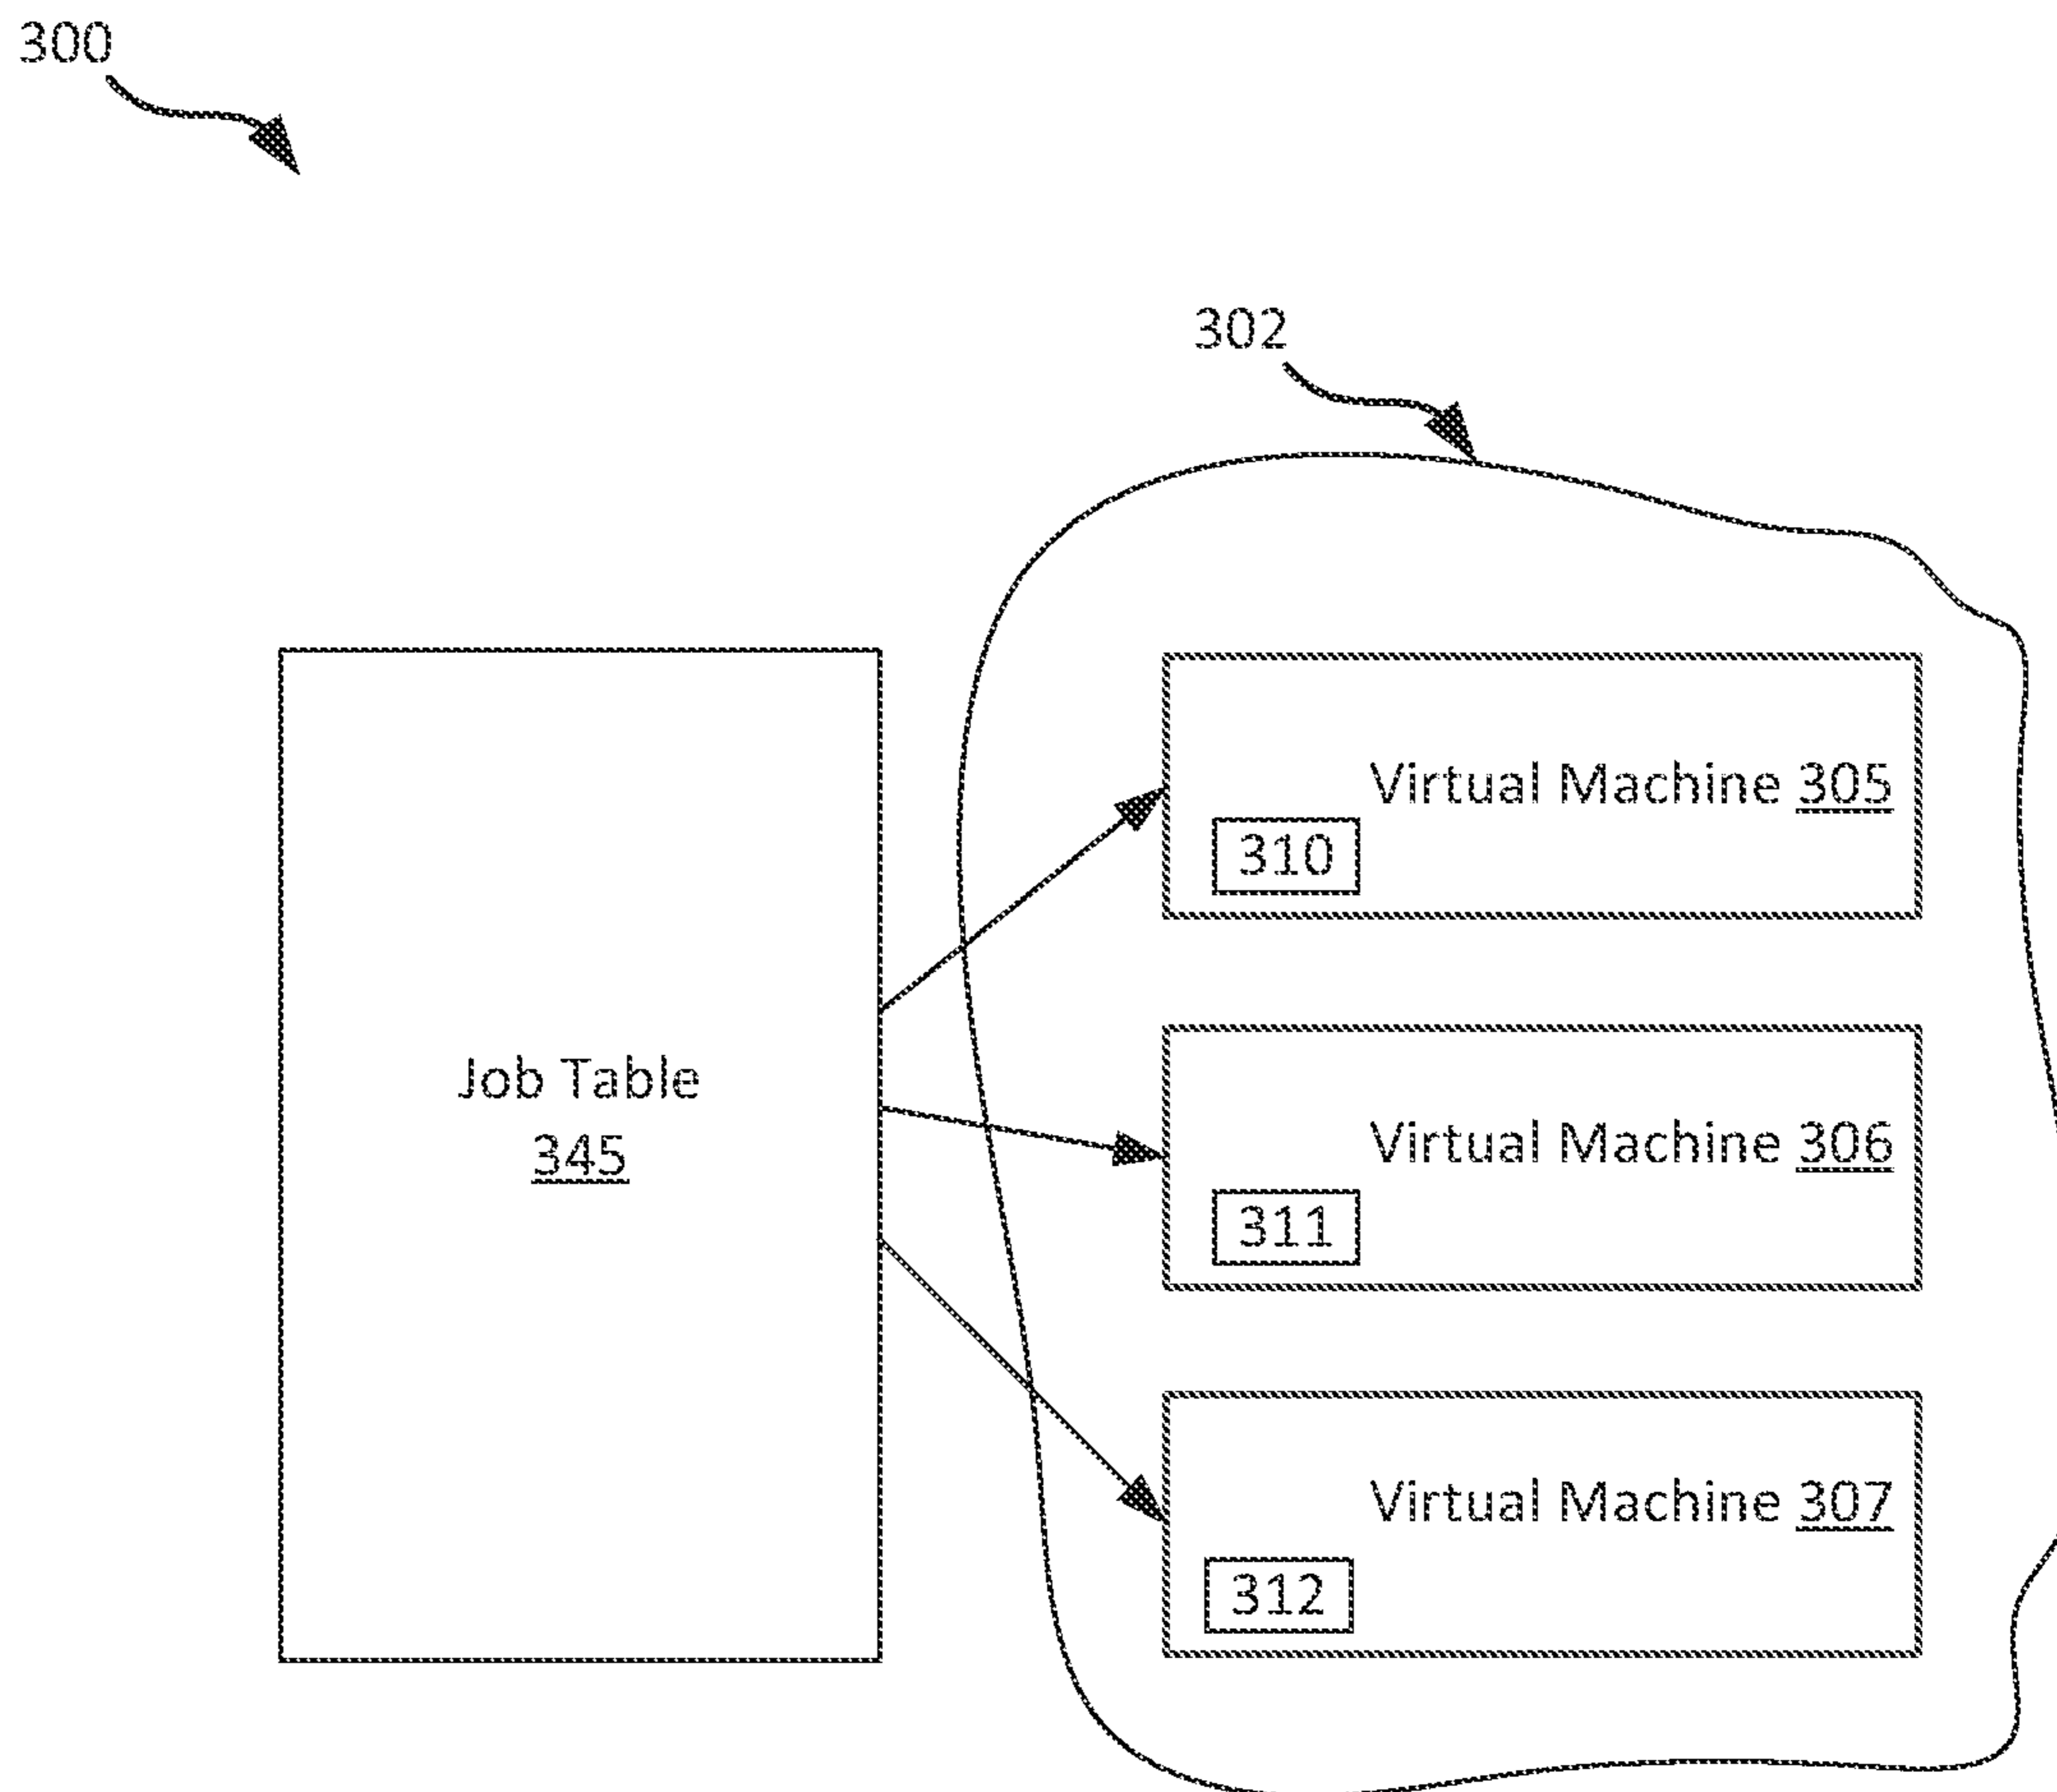 300
302
Virtual Machine 305
310
Job Table
345
Virtual Machine 306
311
Virtual Machine 307
312